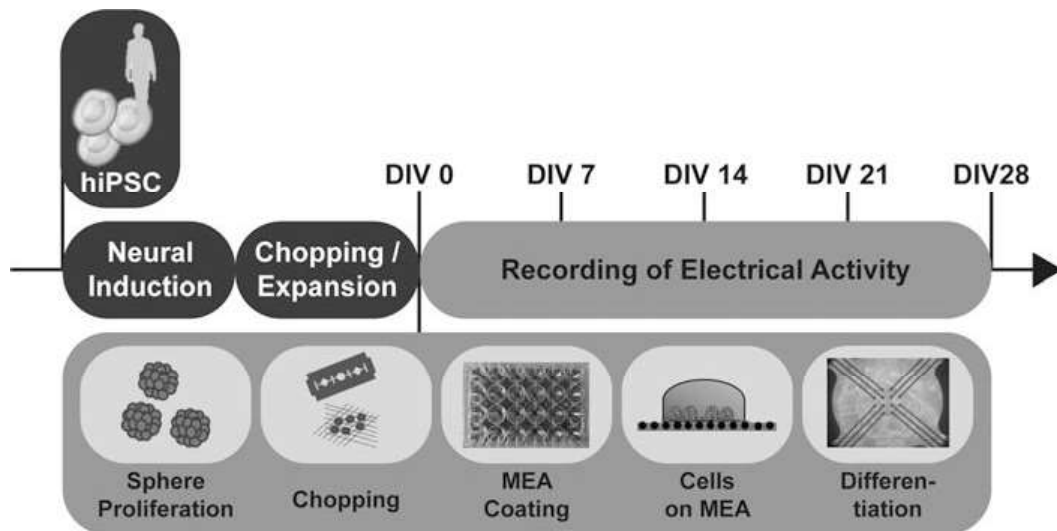 hiPSC
DIV 0
DIV 7
DIV 14
DIV 21
DIV28
Neural
Induction
Chopping /
Expansion
Recording of Electrical Activity
Sphere
Proliferation
Chopping
MEA
Coating
Cells
on MEA
Differen-
tiation